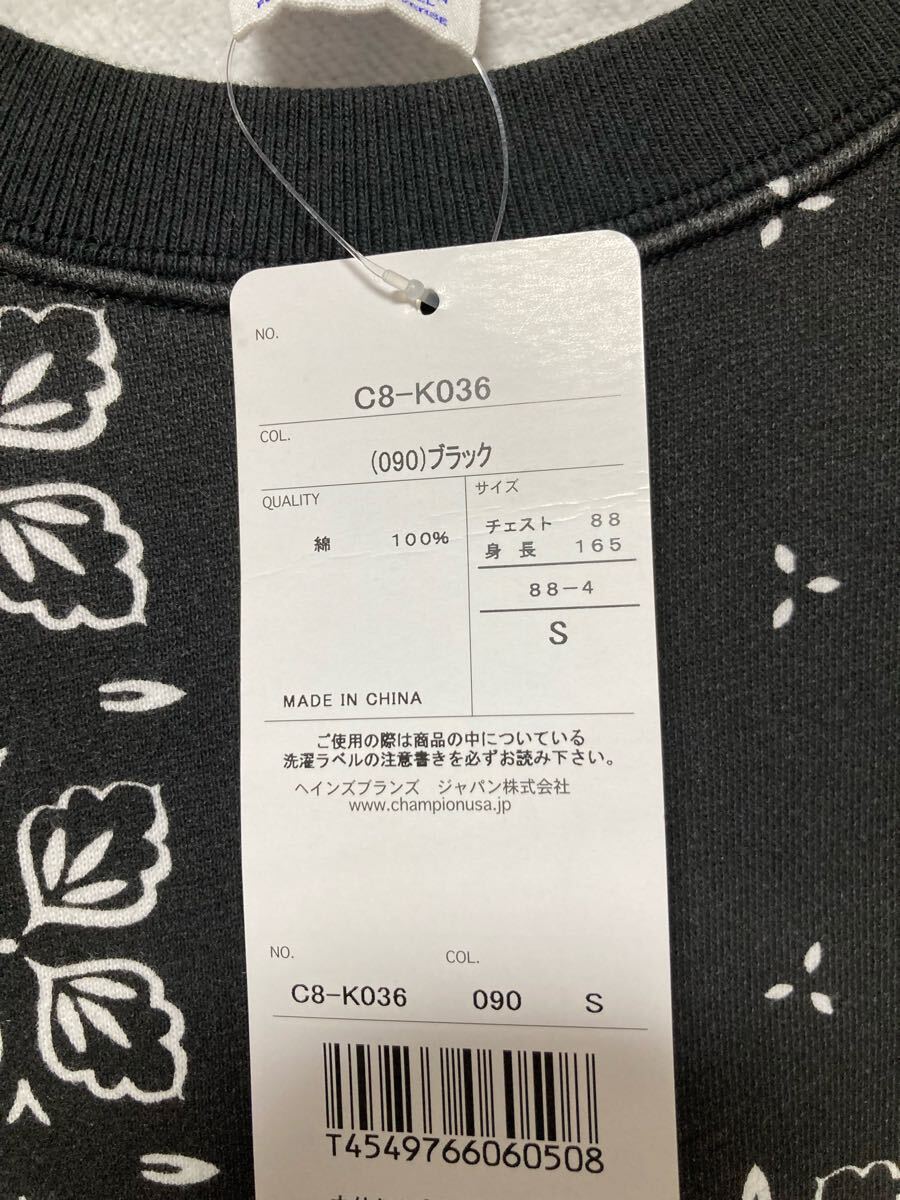 NO.
C8-K036
COL.
(090)ブラック
QUALITY
綿 100%
MADE IN CHINA
サイズ
チェスト 88
身長 165
88-4
S
ご使用の際は商品の中についている
洗濯ラベルの注意書きを必ずお読み下さい。
ヘインズブランズ ジャパン株式会社
www.championusa.jp
NO. COL.
C8-K036 090 S
T4549766060508